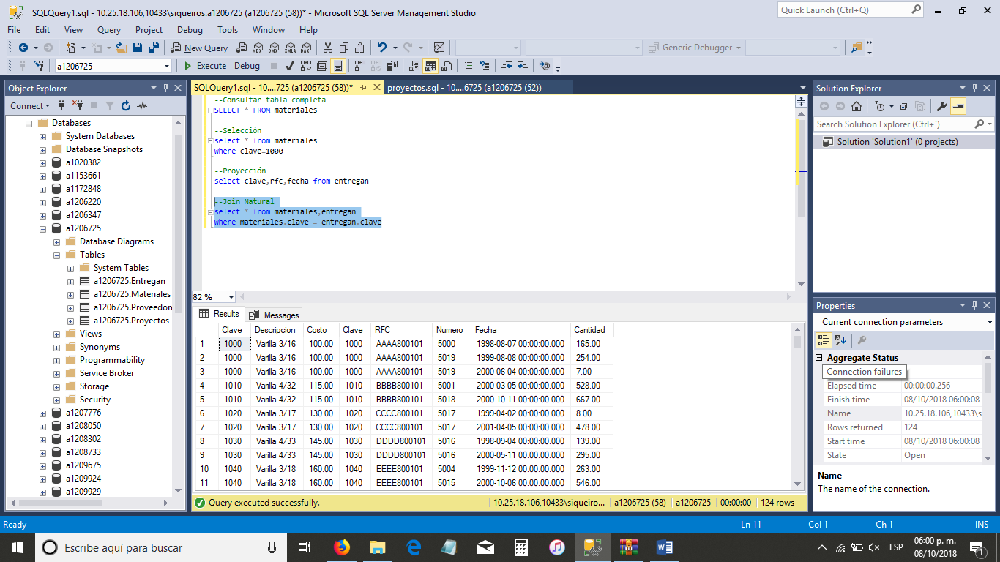 SQLQuery1.sql - 10.25.18.106,10433\siqueiros.a1206725 (a1206725 (58))* - Microsoft SQL Server Management Studio
Quick Launch (Ctrl+Q)
File Edit View Query Project Debug Tools Window Help
New Query MDX DMX XMLA DAX Generic Debugger
a1206725 Execute Debug
Object Explorer
Connect
Databases
System Databases
Database Snapshots
a1020382
a1153661
a1172848
a1206220
a1206347
a1206725
Database Diagrams
Tables
System Tables
a1206725.Entregan
a1206725.Materiales
a1206725.Proveedor
a1206725.Proyectos
Views
Synonyms
Programmability
Service Broker
Storage
Security
a1207776
a1208050
a1208302
a1208733
a1209675
a1209924
a1209929
SQLQuery1.sql - 10....725 (a1206725 (58))* proyectos.sql - 10....6725 (a1206725 (52))
--Consultar tabla completa
SELECT * FROM materiales
--Selección
select * from materiales
where clave=1000
--Proyección
select clave,rfc,fecha from entregan
--Join Natural
select * from materiales,entregan
where materiales.clave = entregan.clave
82 %
Results Messages
Clave Descripcion Costo Clave RFC Numero Fecha Cantidad
1 1000 Varilla 3/16 100.00 1000 AAAA800101 5000 1998-08-07 00:00:00.000 165.00
2 1000 Varilla 3/16 100.00 1000 AAAA800101 5019 1999-08-08 00:00:00.000 254.00
3 1000 Varilla 3/16 100.00 1000 AAAA800101 5019 2000-06-04 00:00:00.000 7.00
4 1010 Varilla 4/32 115.00 1010 BBBB800101 5001 2000-03-05 00:00:00.000 528.00
5 1010 Varilla 4/32 115.00 1010 BBBB800101 5018 2000-10-11 00:00:00.000 667.00
6 1020 Varilla 3/17 130.00 1020 CCCC800101 5017 1999-04-02 00:00:00.000 8.00
7 1020 Varilla 3/17 130.00 1020 CCCC800101 5017 2001-04-05 00:00:00.000 478.00
8 1030 Varilla 4/33 145.00 1030 DDDD800101 5016 1998-09-04 00:00:00.000 139.00
9 1030 Varilla 4/33 145.00 1030 DDDD800101 5016 2000-05-11 00:00:00.000 295.00
10 1040 Varilla 3/18 160.00 1040 EEEE800101 5004 1999-11-12 00:00:00.000 263.00
11 1040 Varilla 3/18 160.00 1040 EEEE800101 5015 2000-10-06 00:00:00.000 546.00
Query executed successfully. 10.25.18.106,10433\siqueiro... a1206725 (58) a1206725 00:00:00 124 rows
Solution Explorer
Search Solution Explorer (Ctrl+´)
Solution 'Solution1' (0 projects)
Properties
Current connection parameters
Aggregate Status
Connection failures
Elapsed time 00:00:00.256
Finish time 08/10/2018 06:00:08
Name 10.25.18.106,10433\s
Rows returned 124
Start time 08/10/2018 06:00:08
State Open
Name
The name of the connection.
Ready Ln 11 Col 1 Ch 1 INS
Escribe aquí para buscar
ESP 06:00 p. m.
08/10/2018
1